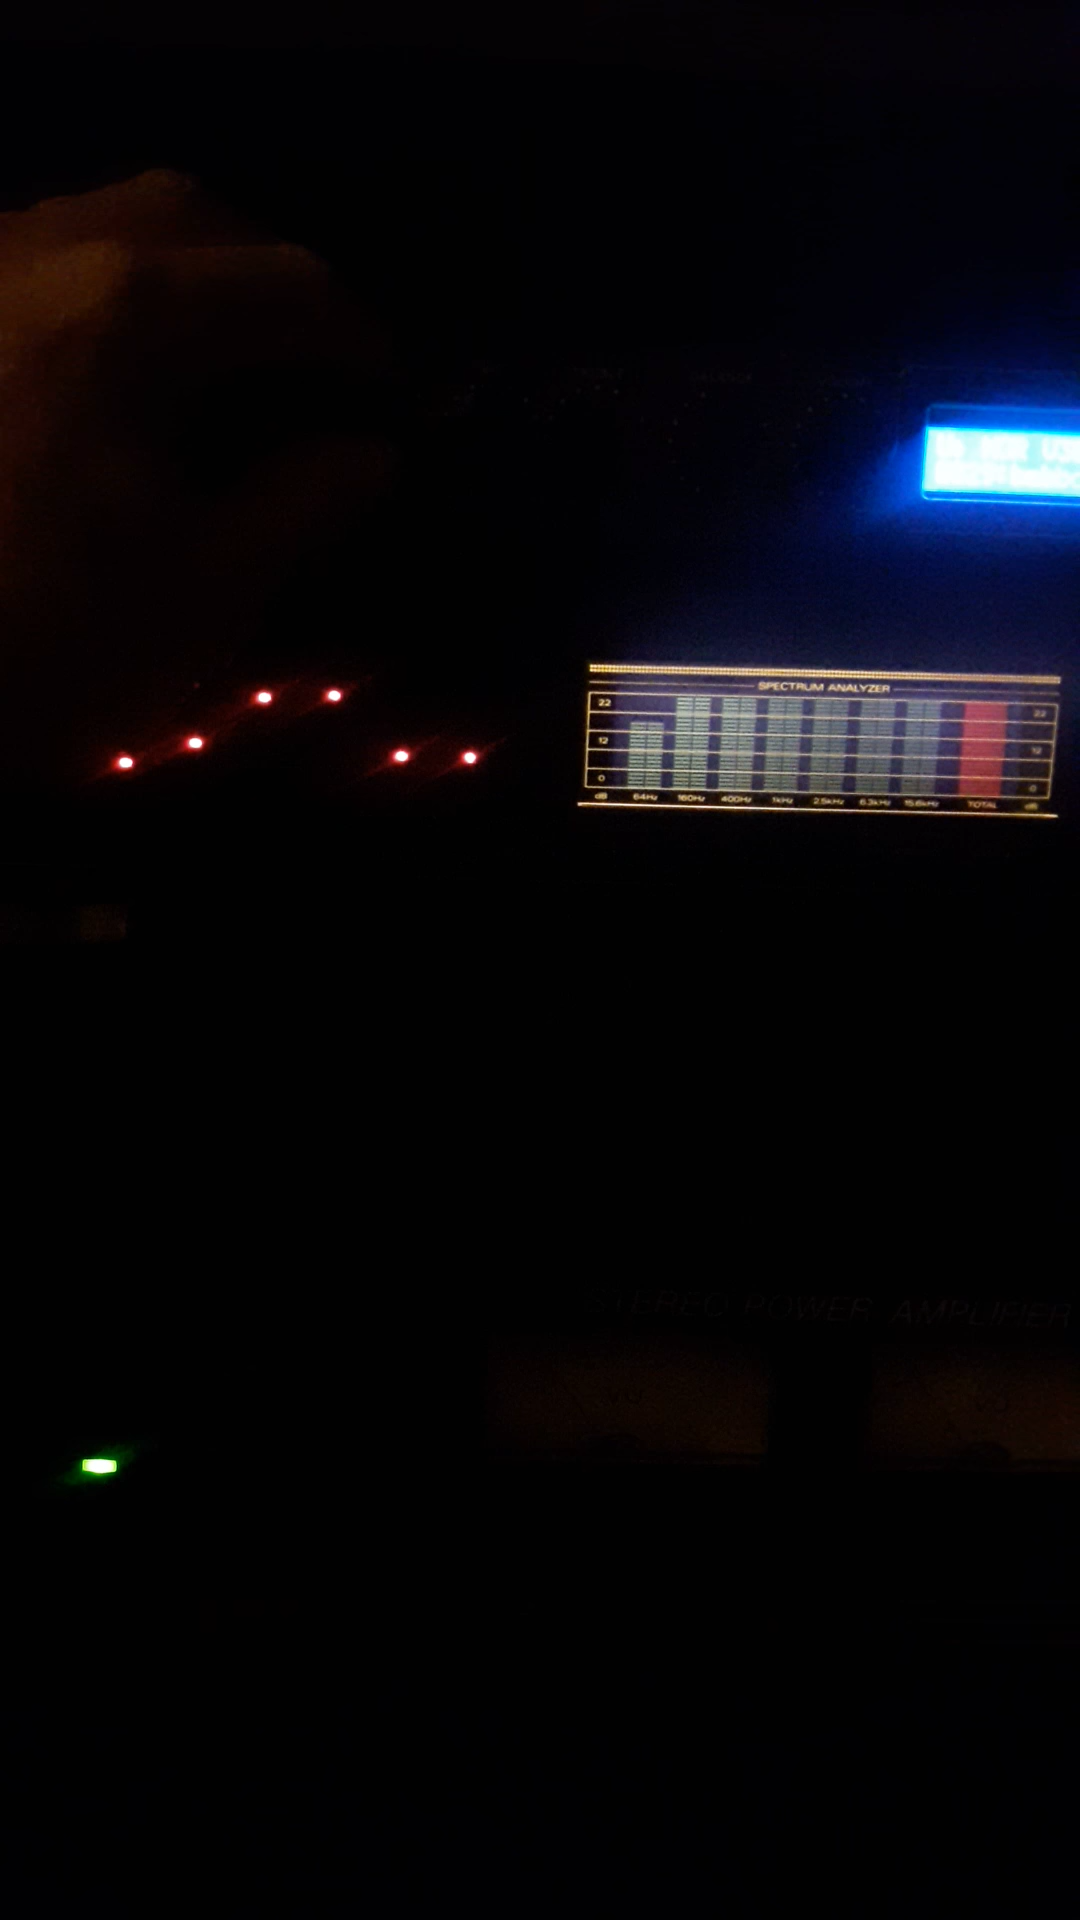 SPECTRUM ANALYZER
22 22
12 12
0 0
dB 64Hz 160Hz 400Hz 1kHz 2.5kHz 6.3kHz 15.6kHz TOTAL dB
STEREO POWER AMPLIFIER